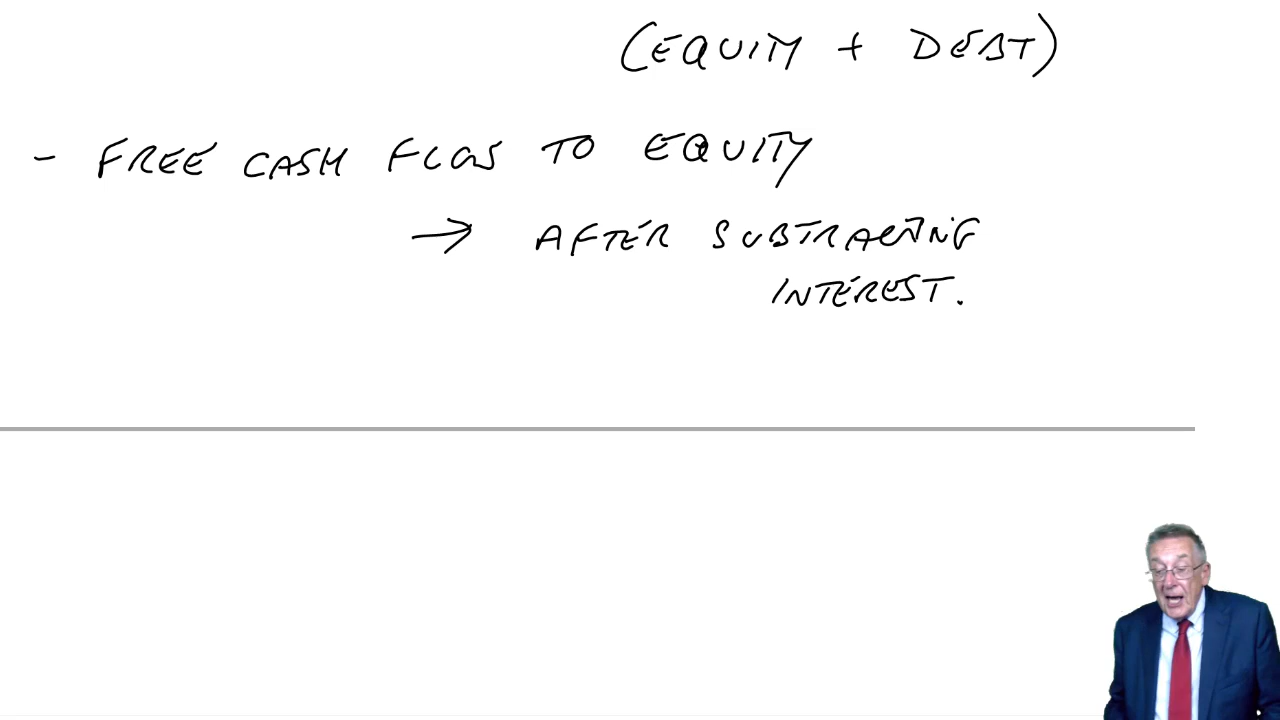 (EQUITY + DEBT)
- FREE CASH FLOW TO EQUITY
→ AFTER SUBTRACTING
INTEREST.